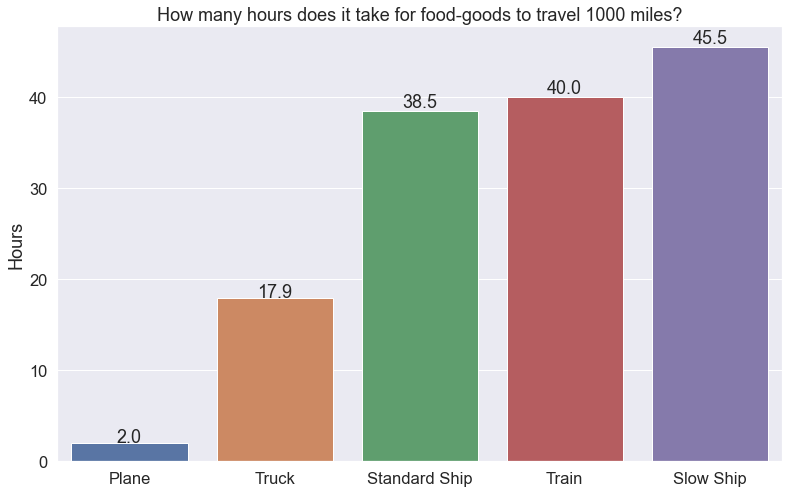 How many hours does it take for food-goods to travel 1000 miles?
Hours
40
30
20
10
0
2.0
17.9
38.5
40.0
45.5
Plane
Truck
Standard Ship
Train
Slow Ship